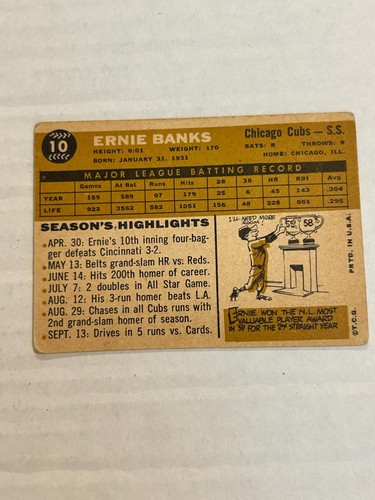 10
ERNIE BANKS
Chicago Cubs — S.S.
HEIGHT: 6:01 WEIGHT: 170 BATS: R THROWS: R
BORN: JANUARY 31, 1931 HOME: CHICAGO, ILL.
MAJOR LEAGUE BATTING RECORD
Games At Bat Runs Hits 2B 3B HR RBI Avg.
YEAR 155 589 97 179 25 6 45 143 .304
LIFE 922 3562 582 1051 156 48 228 661 .295
SEASON'S HIGHLIGHTS
APR. 30: Ernie's 10th inning four-bag-
ger defeats Cincinnati 3-2.
MAY 13: Belts grand-slam HR vs. Reds.
JUNE 14: Hits 200th homer of career.
JULY 7: 2 doubles in All Star Game.
AUG. 12: His 3-run homer beats L.A.
AUG. 29: Chases in all Cubs runs with
2nd grand-slam homer of season.
SEPT. 13: Drives in 5 runs vs. Cards.
I'LL NEED MORE
ROOM!
59 58
ERNIE WON THE N.L. MOST
VALUABLE PLAYER AWARD
IN '59 FOR THE 2ND STRAIGHT YEAR
©T.C.G. PRTD. IN U.S.A.